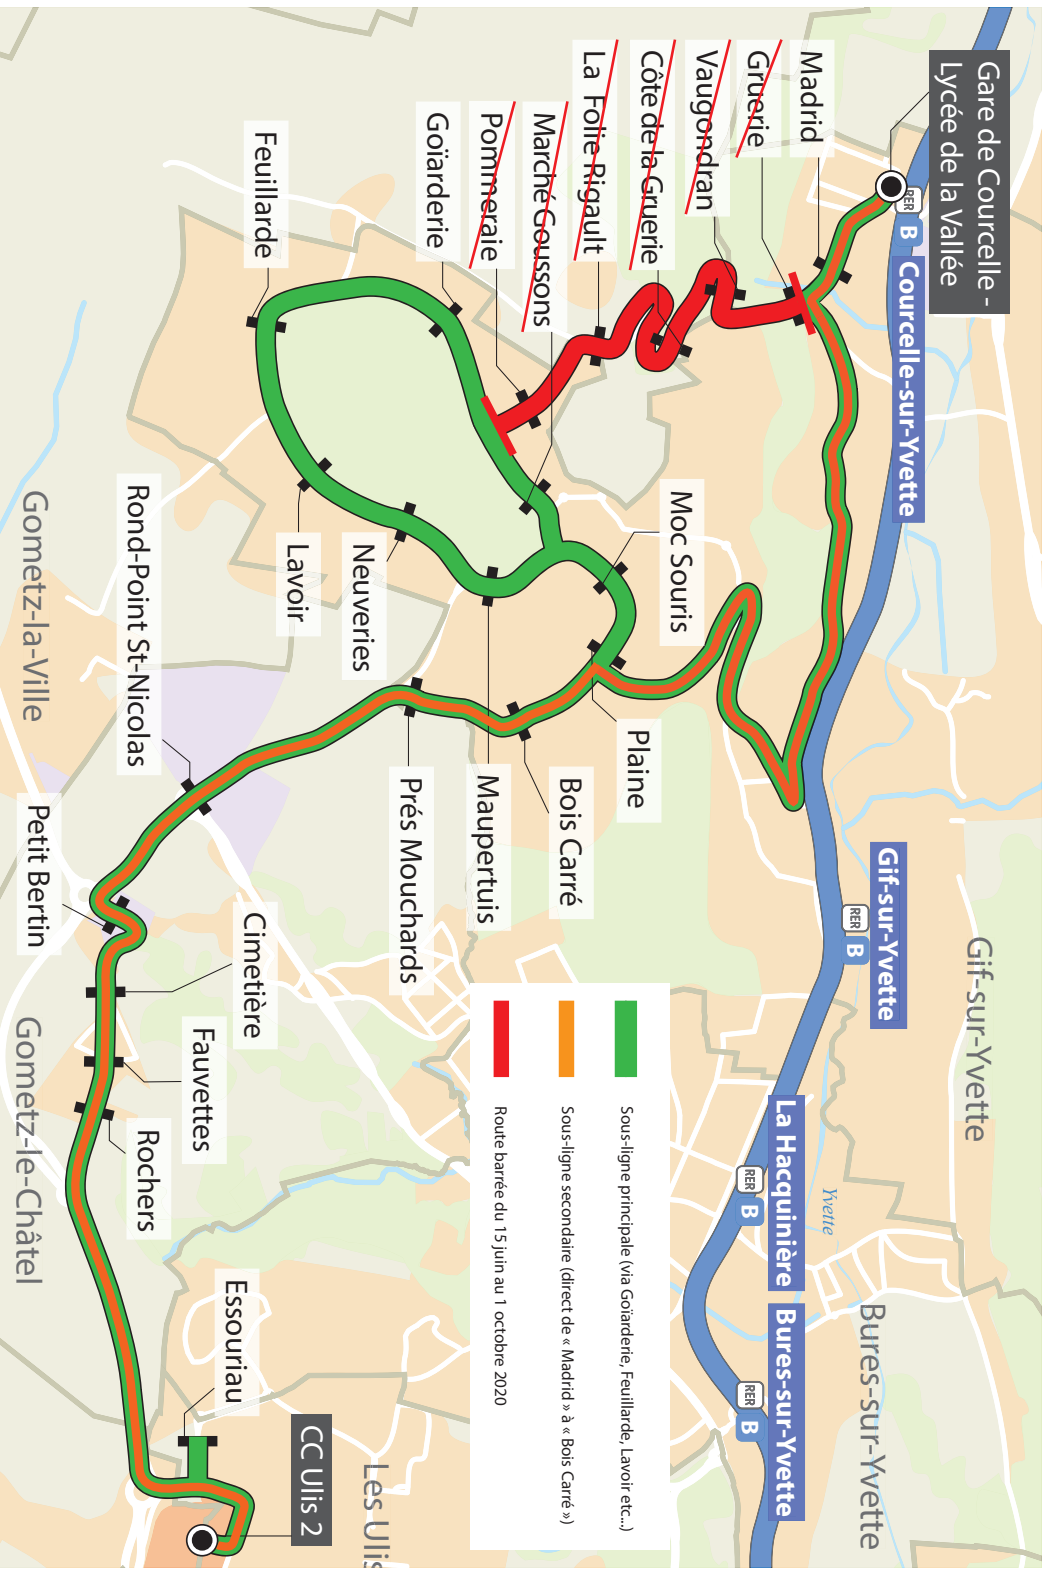 Gare de Courcelle -
Lycée de la Vallée
RER B
Courcelle-sur-Yvette
Madrid
Gruerie
Vaugondran
Côte de la Gruerie
La Folie Rigault
Marché Goussons
Pommeraie
Goïarderie
Feuillarde
Lavoir
Neuveries
Maupertuis
Moc Souris
Plaine
Bois Carré
Prés Mouchards
Rond-Point St-Nicolas
Petit Bertin
Cimetière
Fauvettes
Rochers
Essouriau
CC Ulis 2
Gif-sur-Yvette
RER B
Gif-sur-Yvette
La Hacquinière
RER B
Yvette
Bures-sur-Yvette
RER B
Bures-sur-Yvette
Gometz-la-Ville
Gometz-le-Châtel
Les Ulis
Sous-ligne principale (via Goïarderie, Feuillarde, Lavoir etc...)
Sous-ligne secondaire (direct de « Madrid » à « Bois Carré »)
Route barrée du 15 juin au 1 octobre 2020